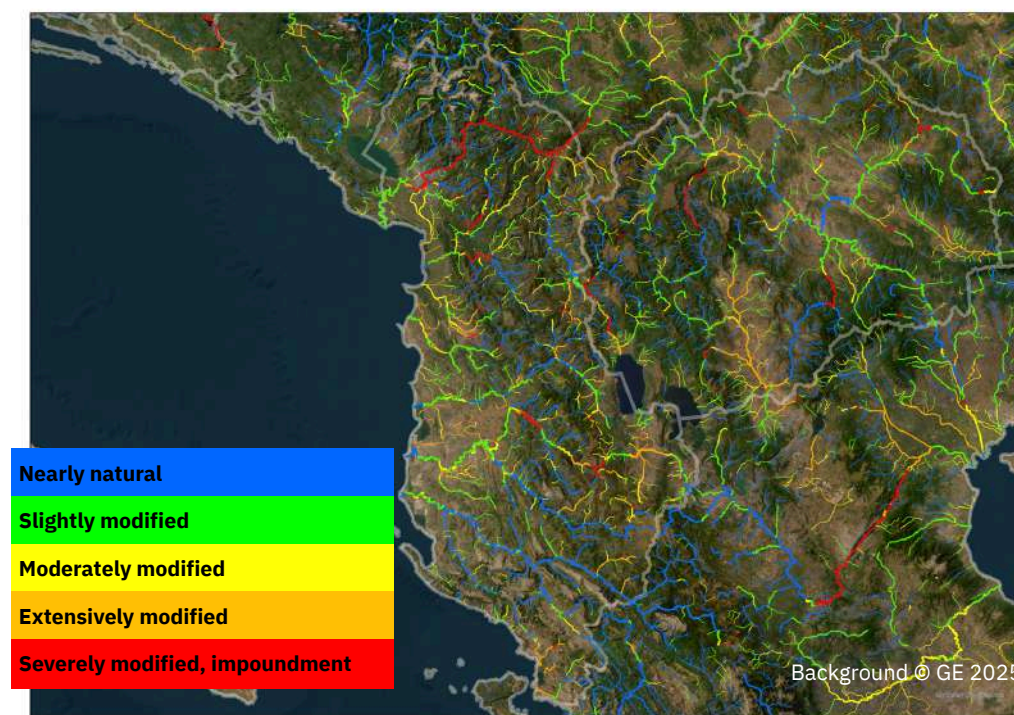 Nearly natural
Slightly modified
Moderately modified
Extensively modified
Severely modified, impoundment
Background © GE 2025